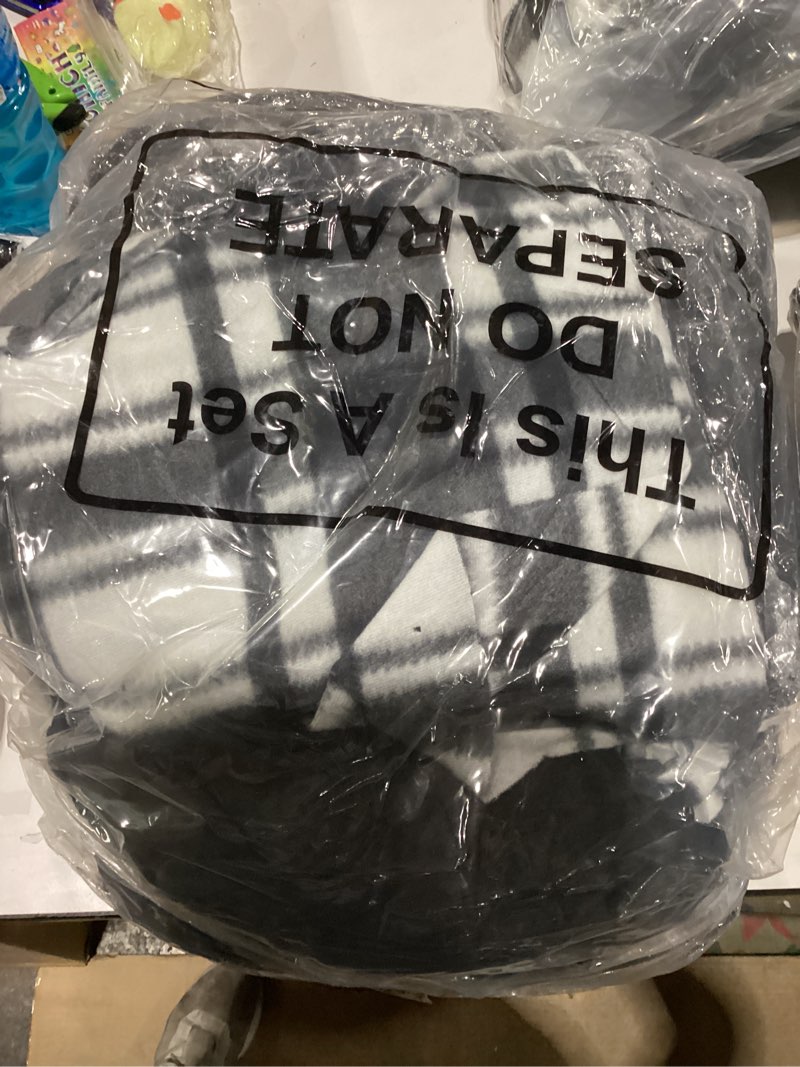 This Is A Set
DO NOT
SEPARATE